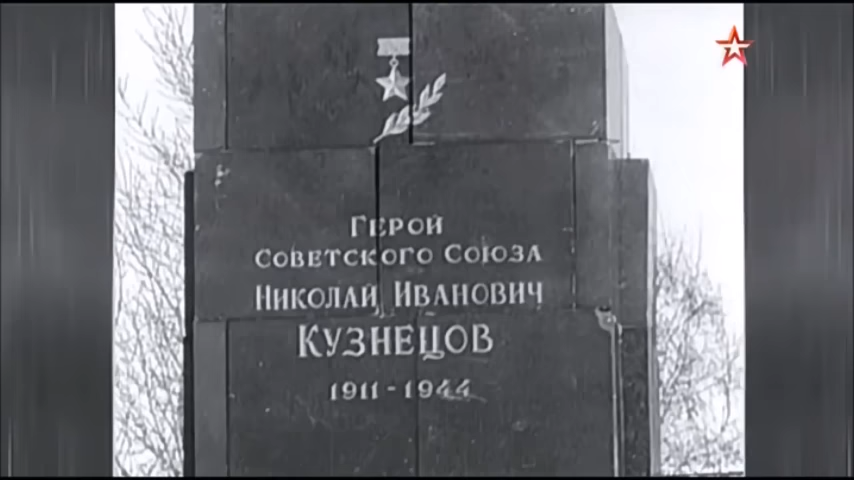 Герой
Советского Союза
Николай Иванович
Кузнецов
1911-1944